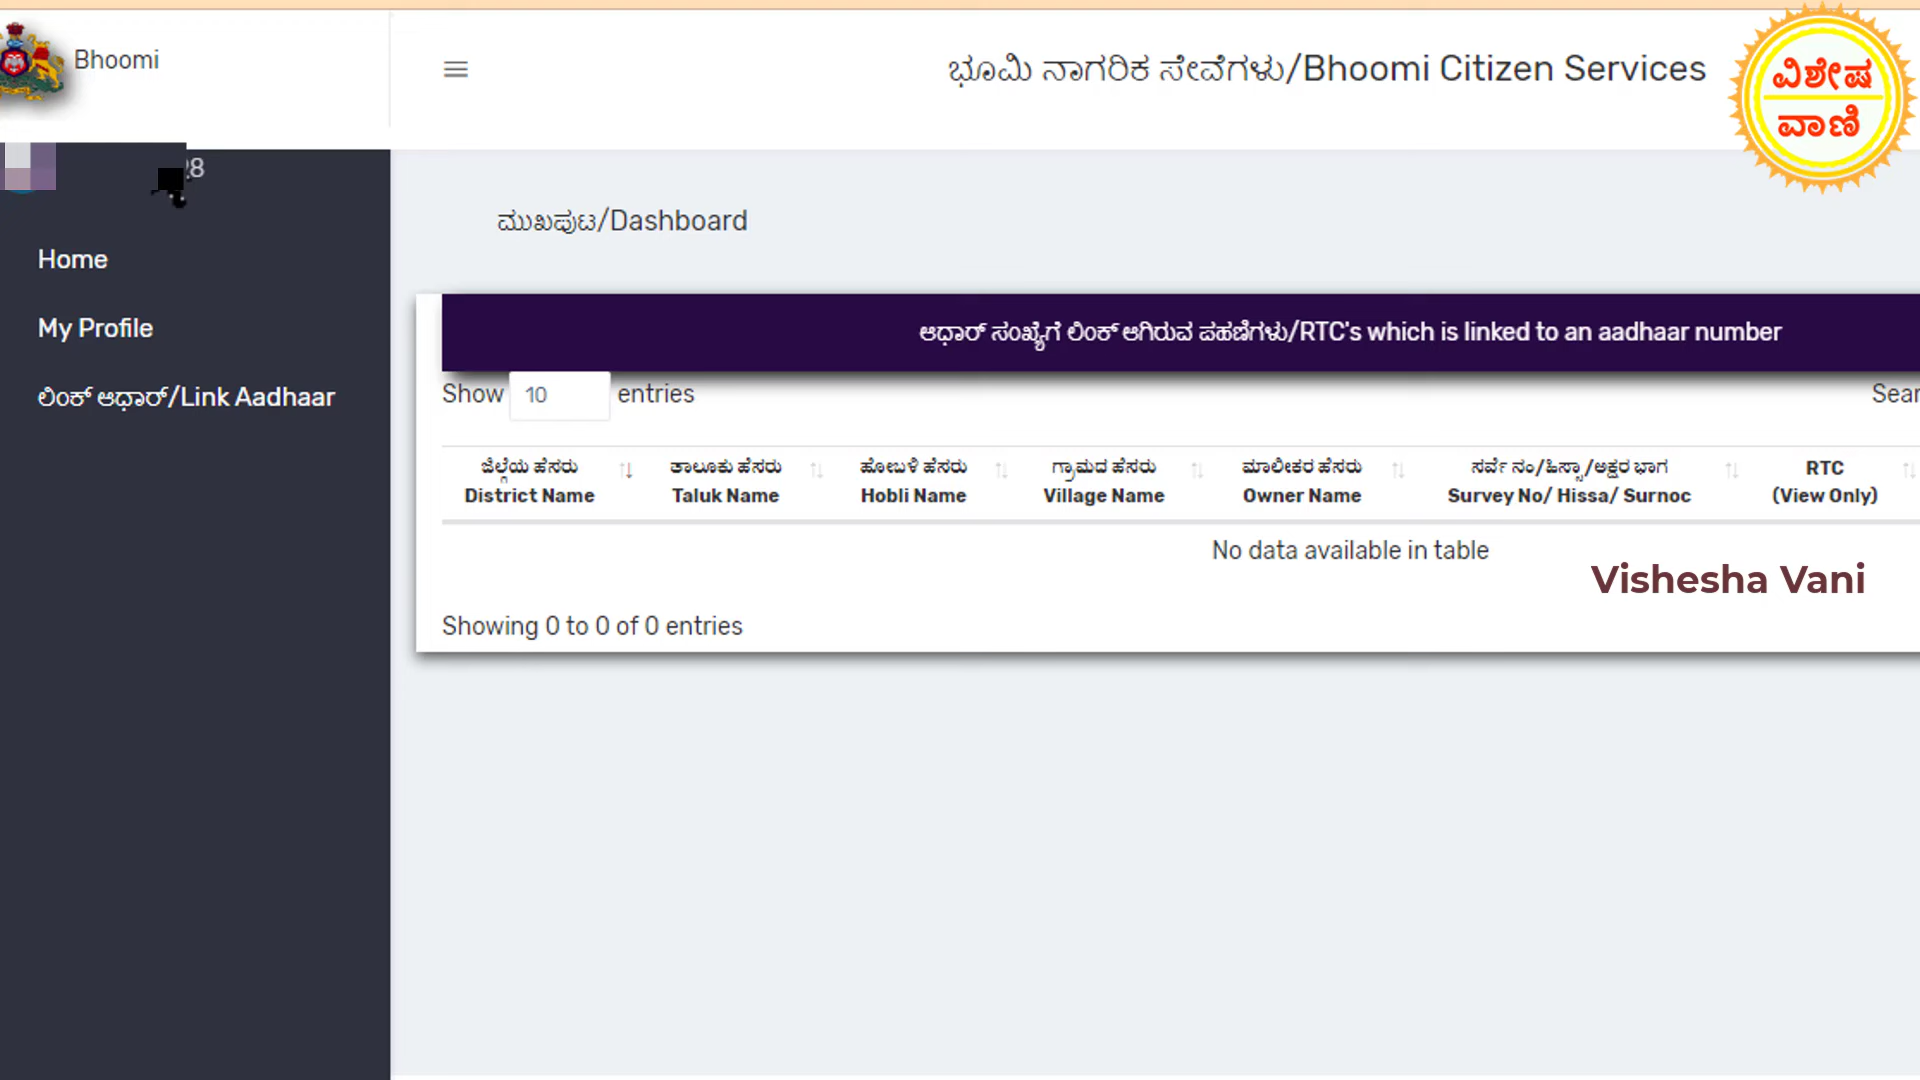 Bhoomi
ಭೂಮಿ ನಾಗರಿಕ ಸೇವೆಗಳು/Bhoomi Citizen Services
ವಿಶೇಷ
ವಾಣಿ
28
ಮುಖಪುಟ/Dashboard
Home
My Profile
ಲಿಂಕ್ ಆಧಾರ್/Link Aadhaar
ಆಧಾರ್ ಸಂಖ್ಯೆಗೆ ಲಿಂಕ್ ಆಗಿರುವ ಪಹಣಿಗಳು/RTC's which is linked to an aadhaar number
Show 10 entries
ಜಿಲ್ಲೆಯ ಹೆಸರು ತಾಲೂಕು ಹೆಸರು ಹೋಬಳಿ ಹೆಸರು ಗ್ರಾಮದ ಹೆಸರು ಮಾಲೀಕರ ಹೆಸರು ಸರ್ವೆ ನಂ/ಹಿಸ್ಸಾ/ಅಕ್ಷರ ಭಾಗ RTC
District Name Taluk Name Hobli Name Village Name Owner Name Survey No/ Hissa/ Surnoc (View Only)
No data available in table
Vishesha Vani
Showing 0 to 0 of 0 entries